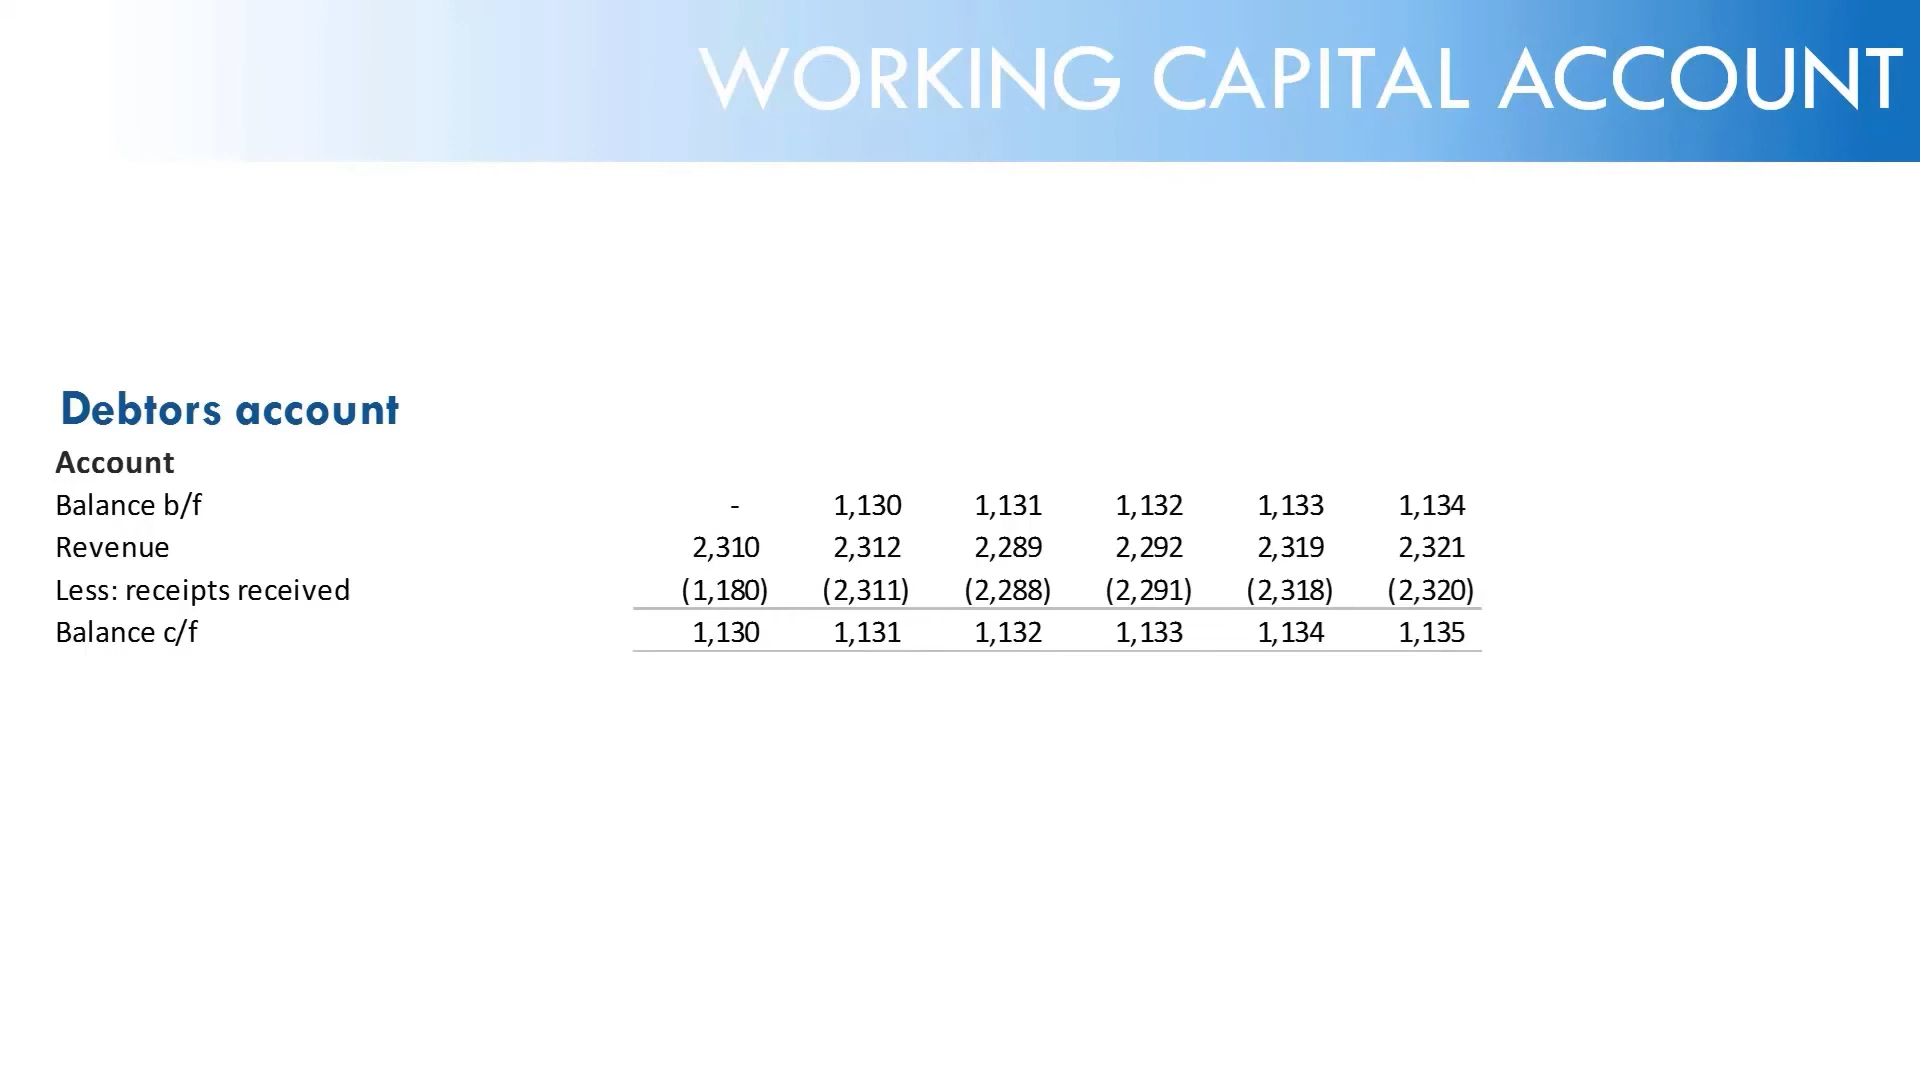 WORKING CAPITAL ACCOUNT
Debtors account
Account
Balance b/f - 1,130 1,131 1,132 1,133 1,134
Revenue 2,310 2,312 2,289 2,292 2,319 2,321
Less: receipts received (1,180) (2,311) (2,288) (2,291) (2,318) (2,320)
Balance c/f 1,130 1,131 1,132 1,133 1,134 1,135